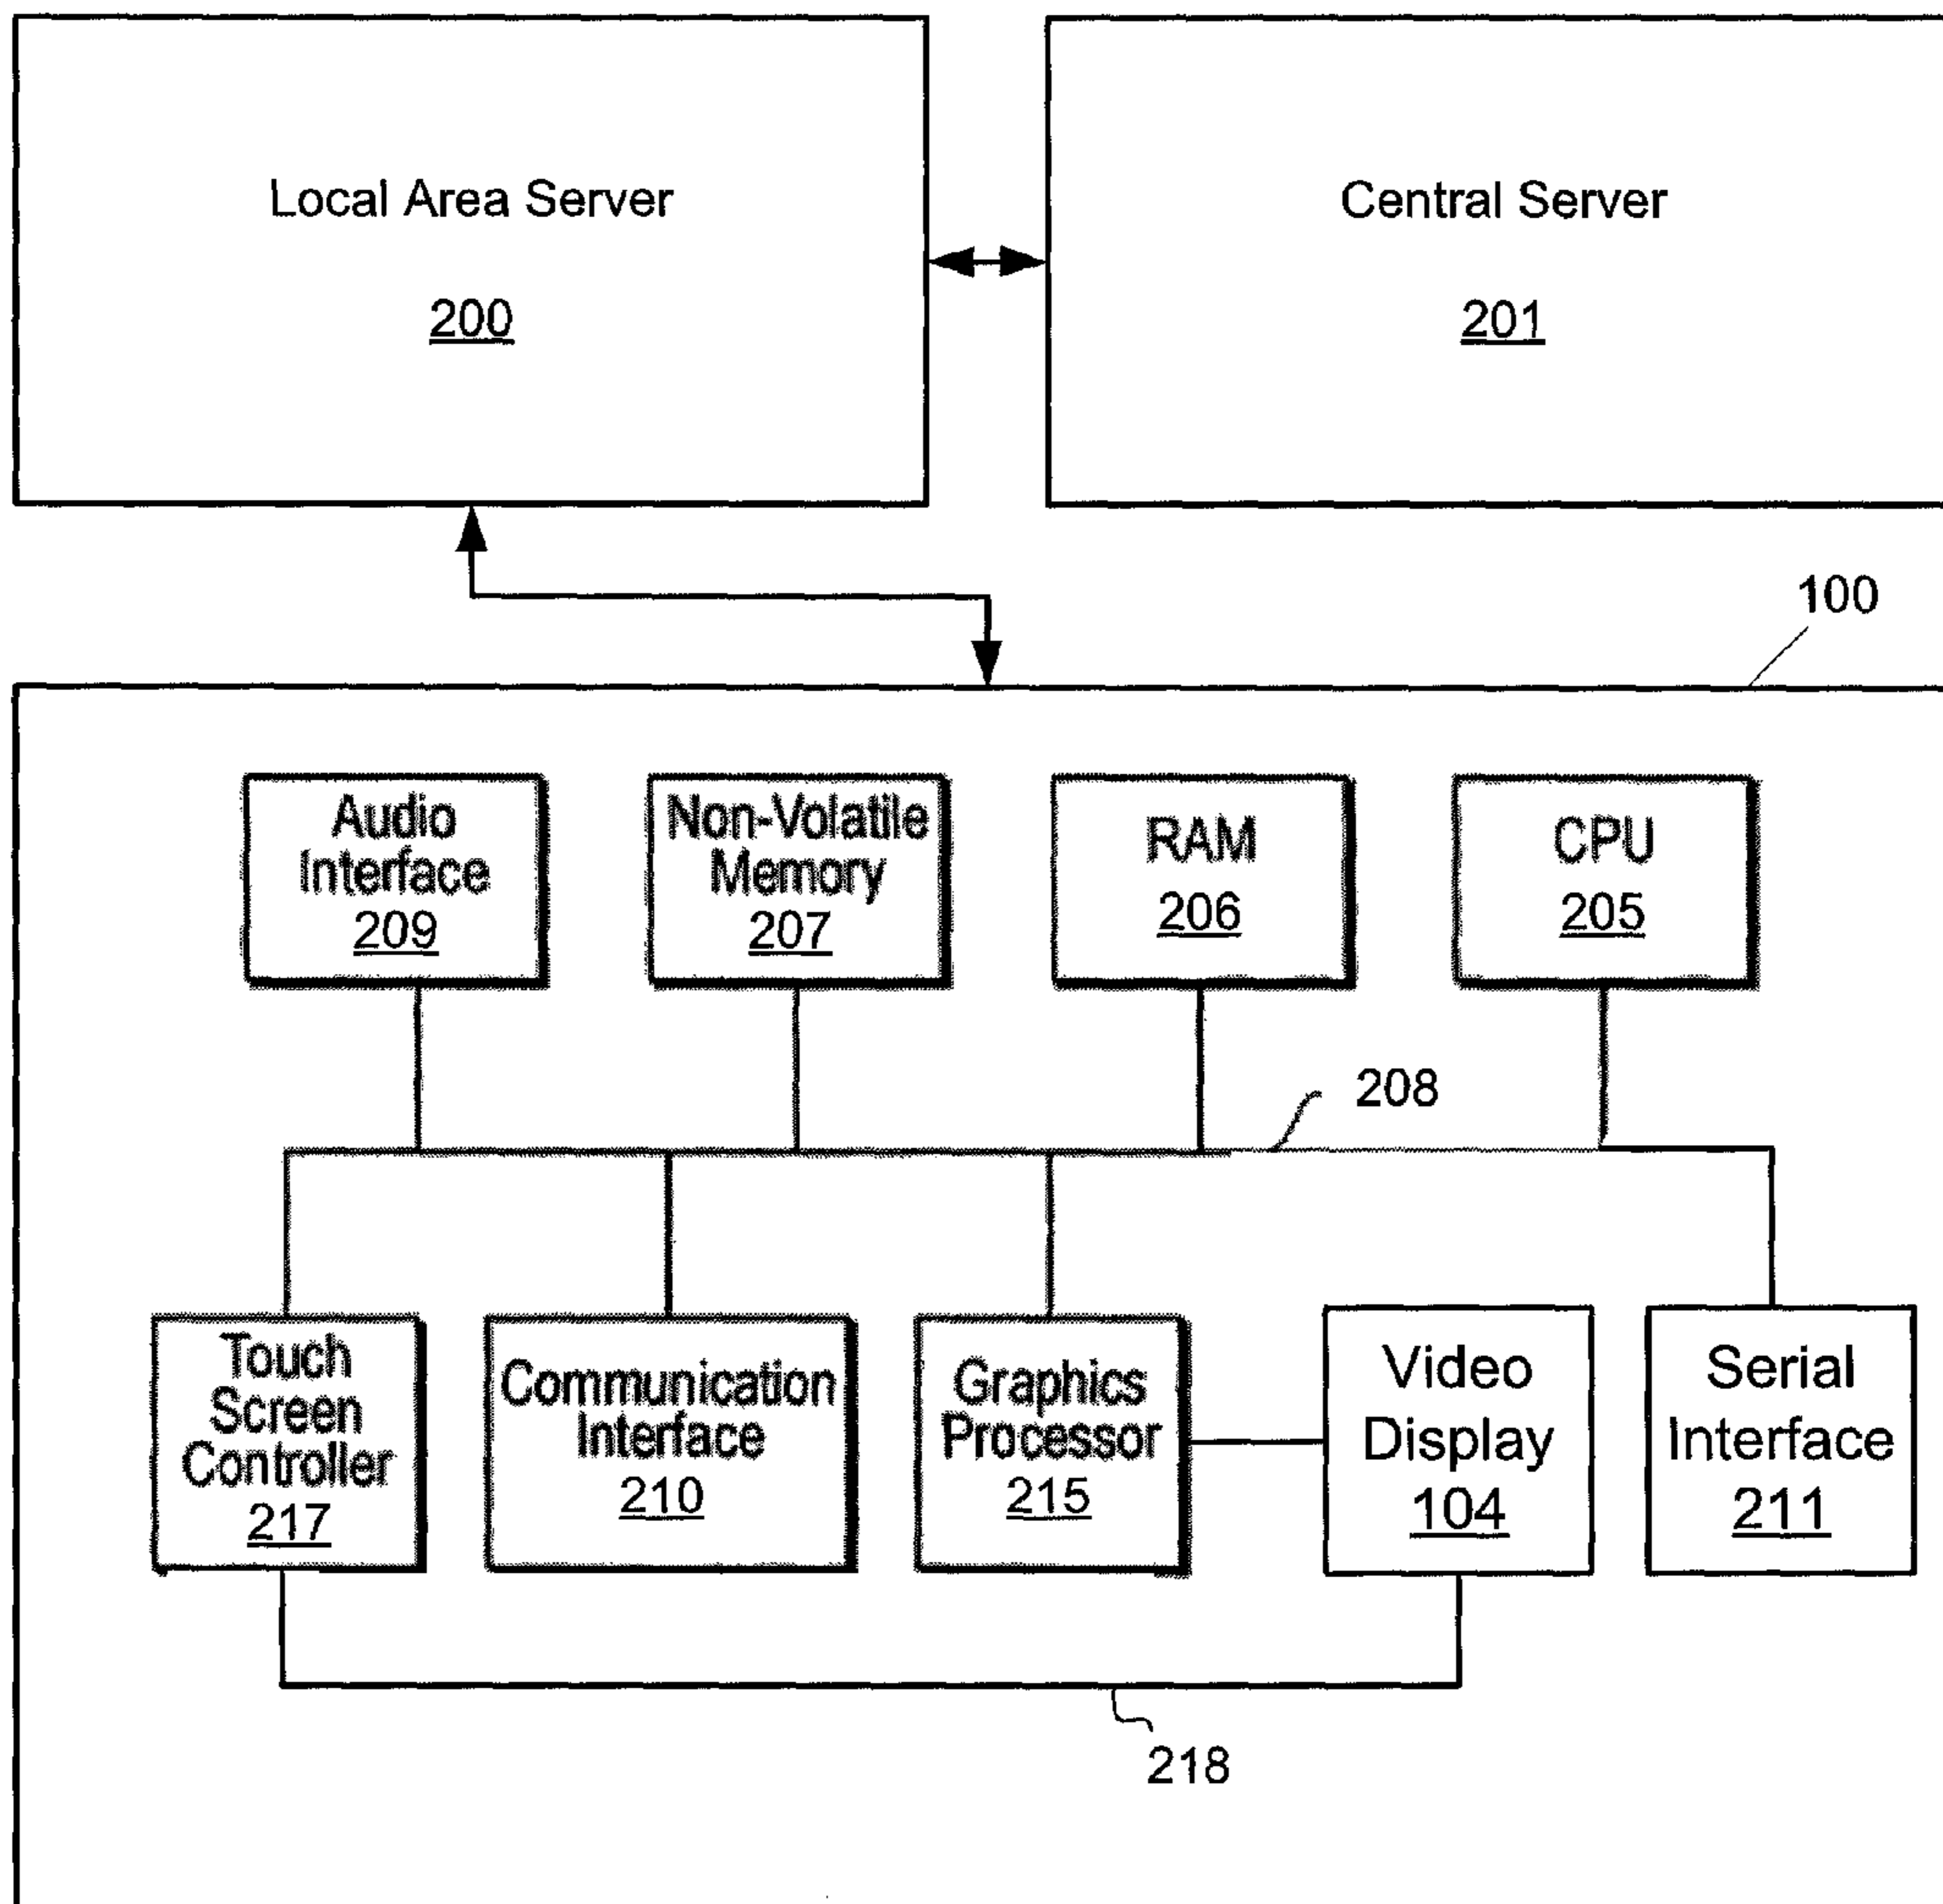 Local Area Server
200
Central Server
201
100
Audio
Interface
209
Non-Volatile
Memory
207
RAM
206
CPU
205
208
Touch
Screen
Controller
217
Communication
Interface
210
Graphics
Processor
215
Video
Display
104
Serial
Interface
211
218